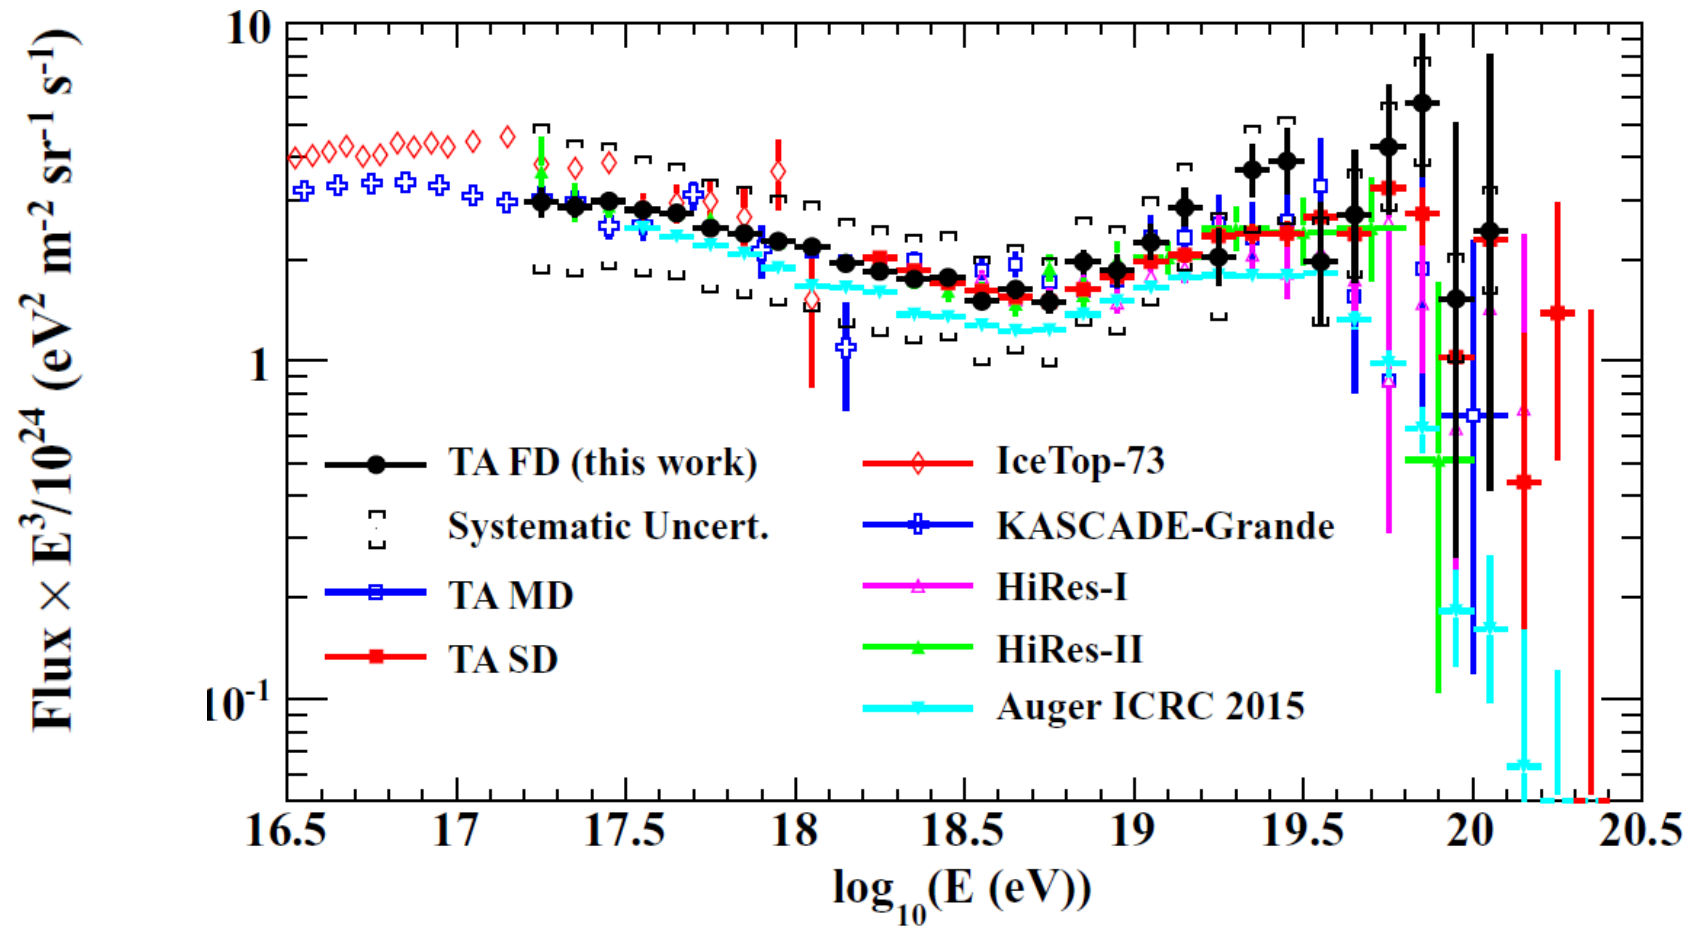 Flux × E³/10²⁴ (eV² m⁻² sr⁻¹ s⁻¹)
10
1
10⁻¹
TA FD (this work)
Systematic Uncert.
TA MD
TA SD
IceTop-73
KASCADE-Grande
HiRes-I
HiRes-II
Auger ICRC 2015
16.5 17 17.5 18 18.5 19 19.5 20 20.5
log₁₀(E (eV))